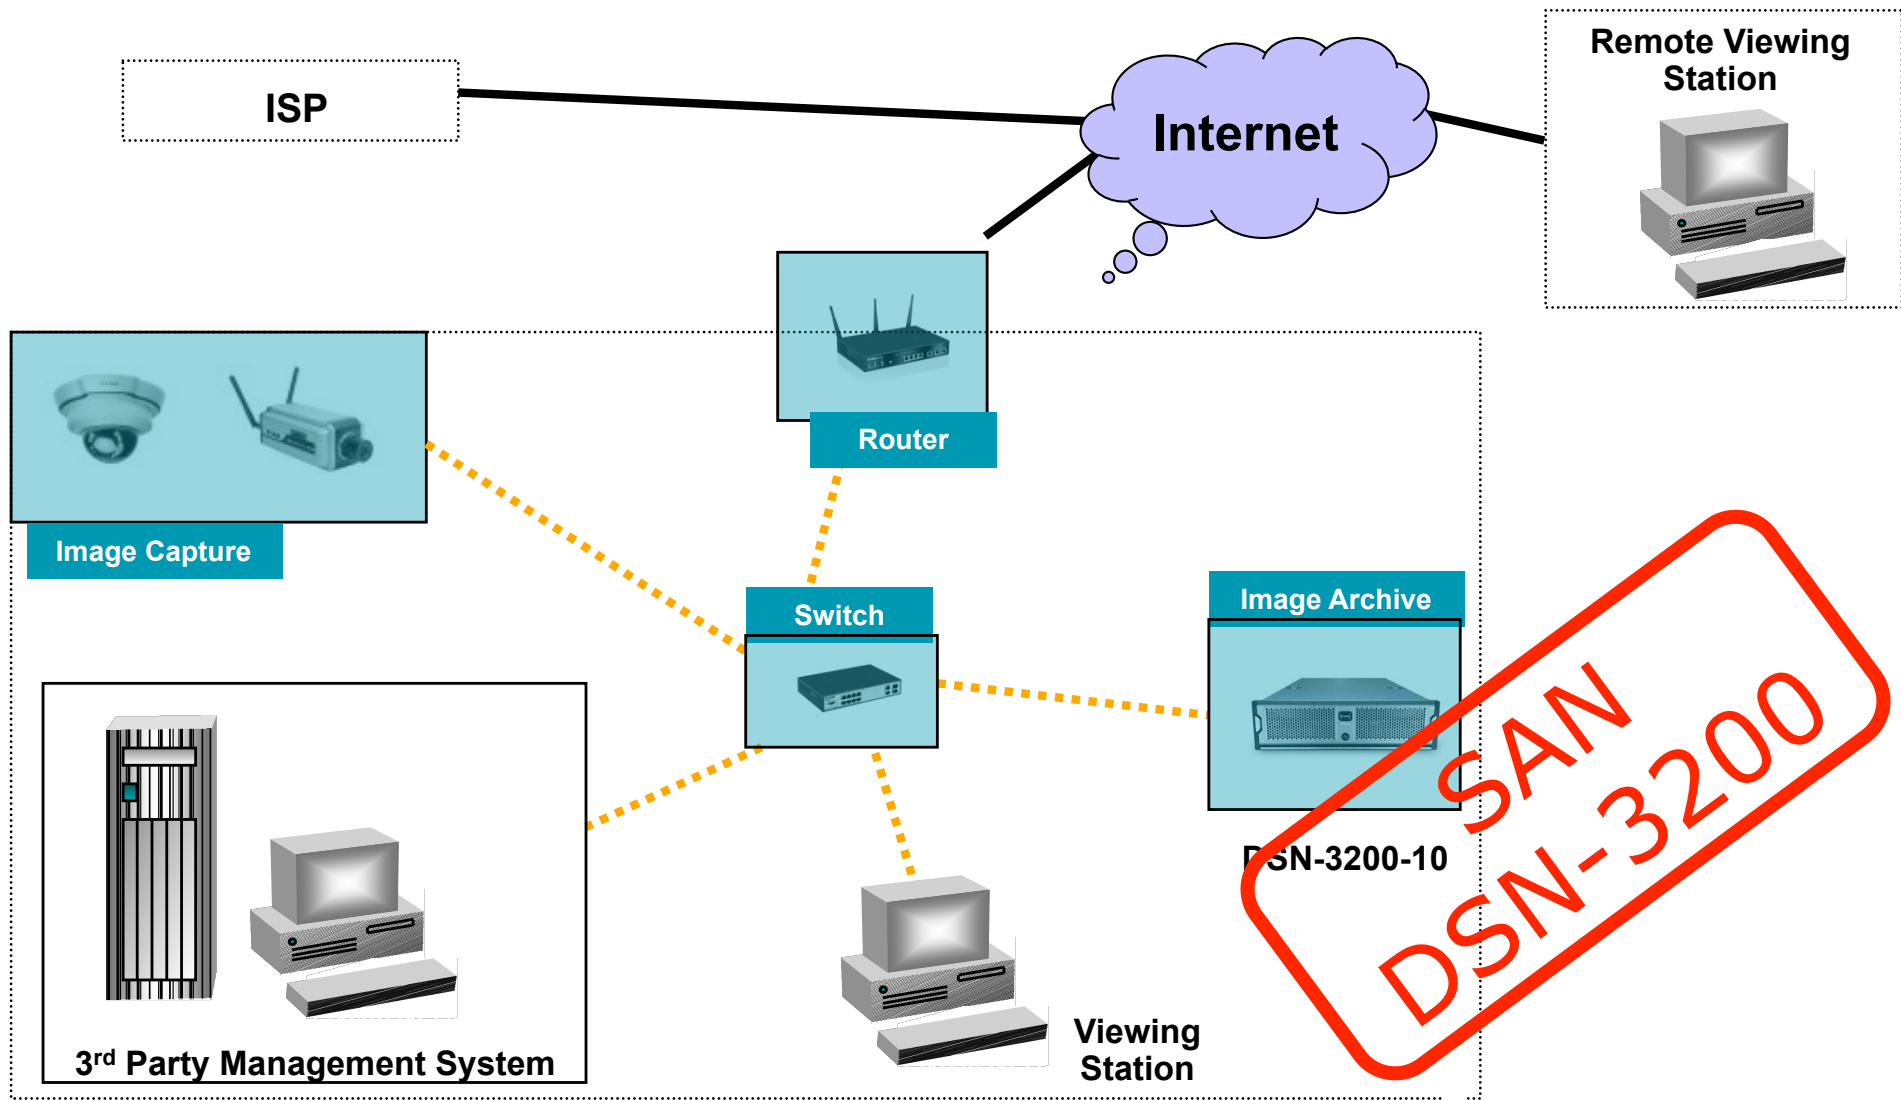 Remote Viewing
Station
ISP
Internet
Router
Image Capture
Switch
Image Archive
SAN
DSN-3200
DSN-3200-10
Viewing
Station
3rd Party Management System